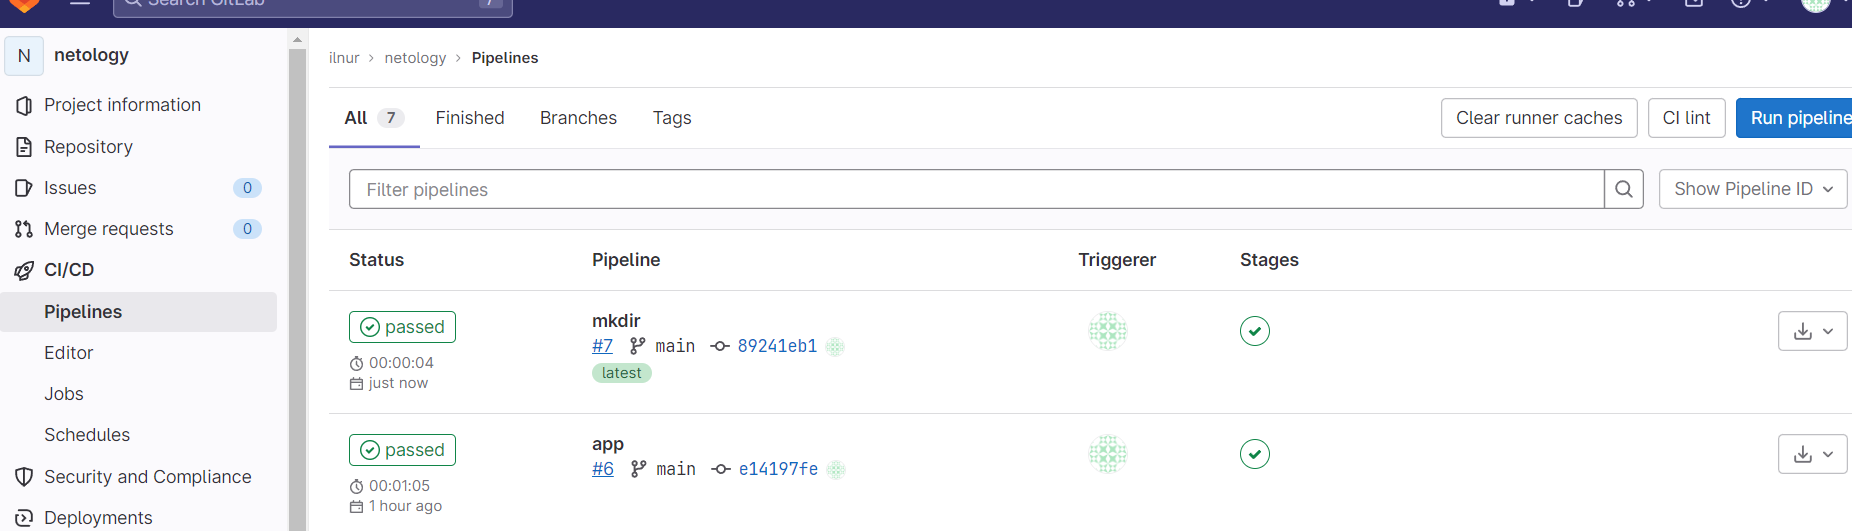 Search GitLab /
N netology
Project information
Repository
Issues 0
Merge requests 0
CI/CD
Pipelines
Editor
Jobs
Schedules
Security and Compliance
Deployments
ilnur > netology > Pipelines
All 7 Finished Branches Tags Clear runner caches CI lint Run pipeline
Filter pipelines Show Pipeline ID
Status Pipeline Triggerer Stages
passed mkdir
#7 main 89241eb1
00:00:04
latest
just now
passed app
#6 main e14197fe
00:01:05
1 hour ago